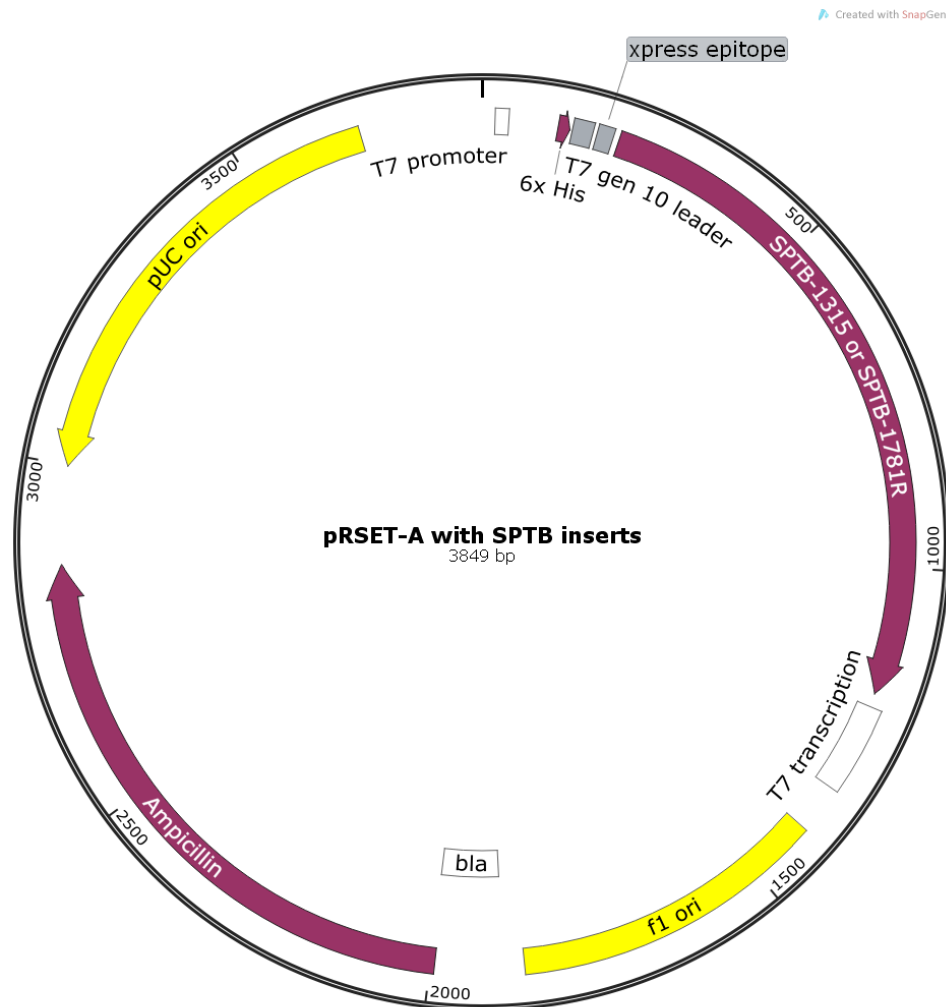 Created with SnapGen
xpress epitope
T7 promoter
6x His
T7 gen 10 leader
500
SPTB-1315 or SPTB-1781R
1000
T7 transcription
1500
f1 ori
bla
2000
Ampicillin
2500
3000
pUC ori
3500
pRSET-A with SPTB inserts
3849 bp